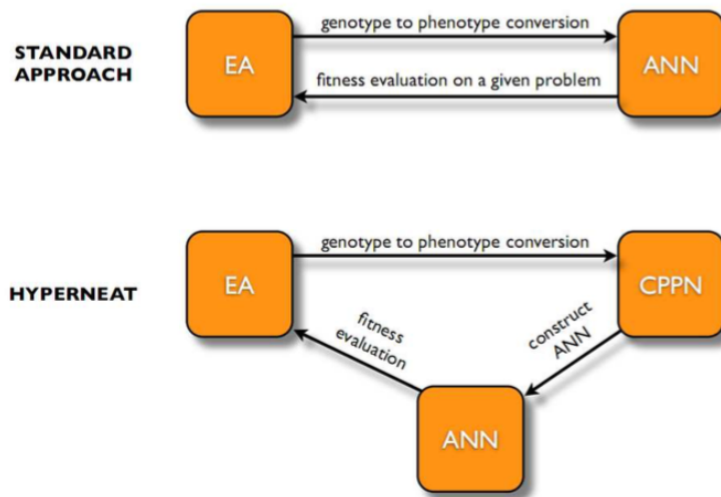 STANDARD
APPROACH
EA
genotype to phenotype conversion
fitness evaluation on a given problem
ANN
HYPERNEAT
EA
genotype to phenotype conversion
CPPN
fitness
evaluation
construct
ANN
ANN